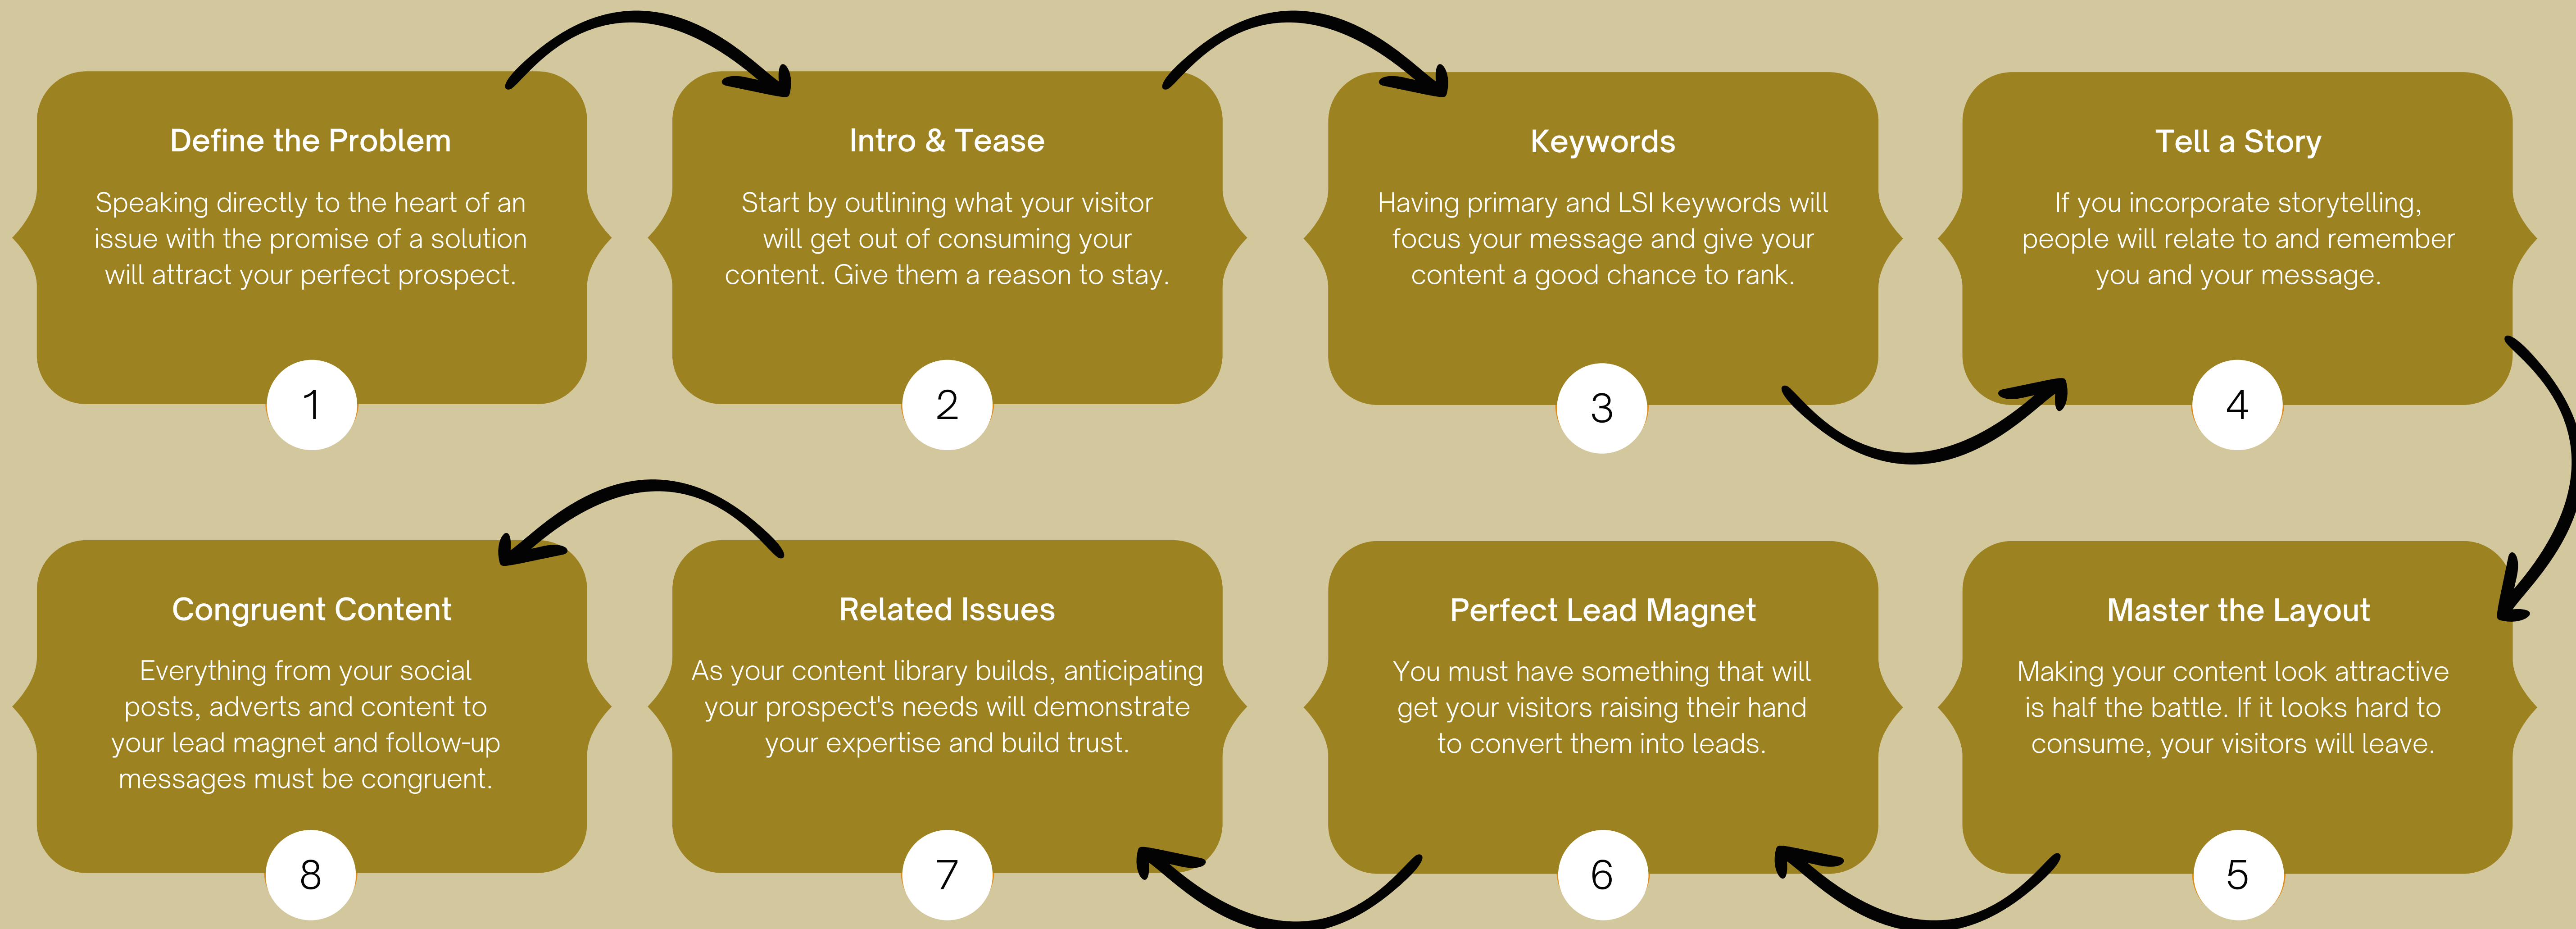 Define the Problem
Speaking directly to the heart of an
issue with the promise of a solution
will attract your perfect prospect.
1
Intro & Tease
Start by outlining what your visitor
will get out of consuming your
content. Give them a reason to stay.
2
Keywords
Having primary and LSI keywords will
focus your message and give your
content a good chance to rank.
3
Tell a Story
If you incorporate storytelling,
people will relate to and remember
you and your message.
4
Master the Layout
Making your content look attractive
is half the battle. If it looks hard to
consume, your visitors will leave.
5
Perfect Lead Magnet
You must have something that will
get your visitors raising their hand
to convert them into leads.
6
Related Issues
As your content library builds, anticipating
your prospect's needs will demonstrate
your expertise and build trust.
7
Congruent Content
Everything from your social
posts, adverts and content to
your lead magnet and follow-up
messages must be congruent.
8